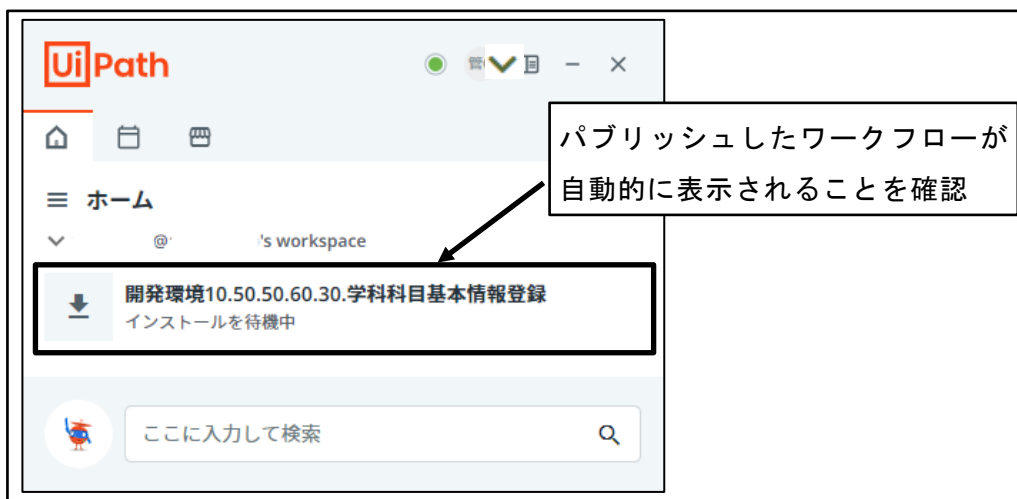 UiPath
パブリッシュしたワークフローが
自動的に表示されることを確認
ホーム
@ 's workspace
開発環境10.50.50.60.30.学科科目基本情報登録
インストールを待機中
ここに入力して検索